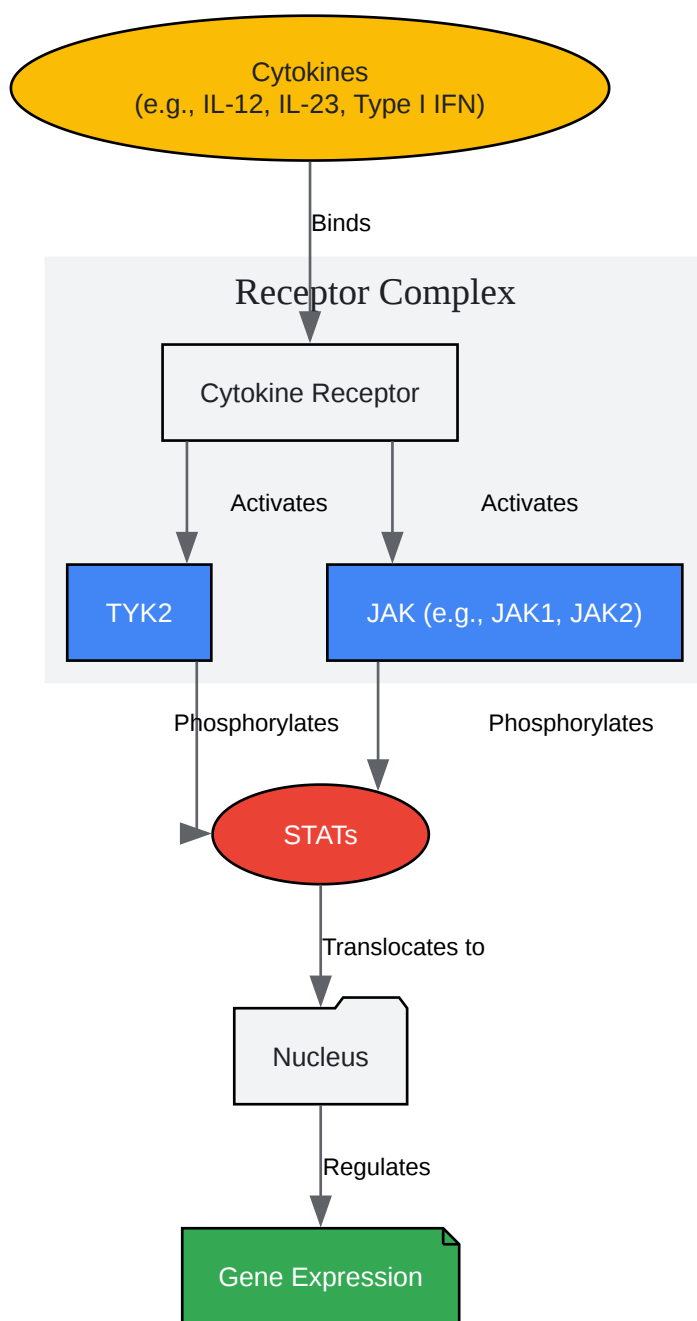 Cytokines
(e.g., IL-12, IL-23, Type I IFN)
Binds
Receptor Complex
Cytokine Receptor
Activates
Activates
TYK2
JAK (e.g., JAK1, JAK2)
Phosphorylates
Phosphorylates
STATs
Translocates to
Nucleus
Regulates
Gene Expression